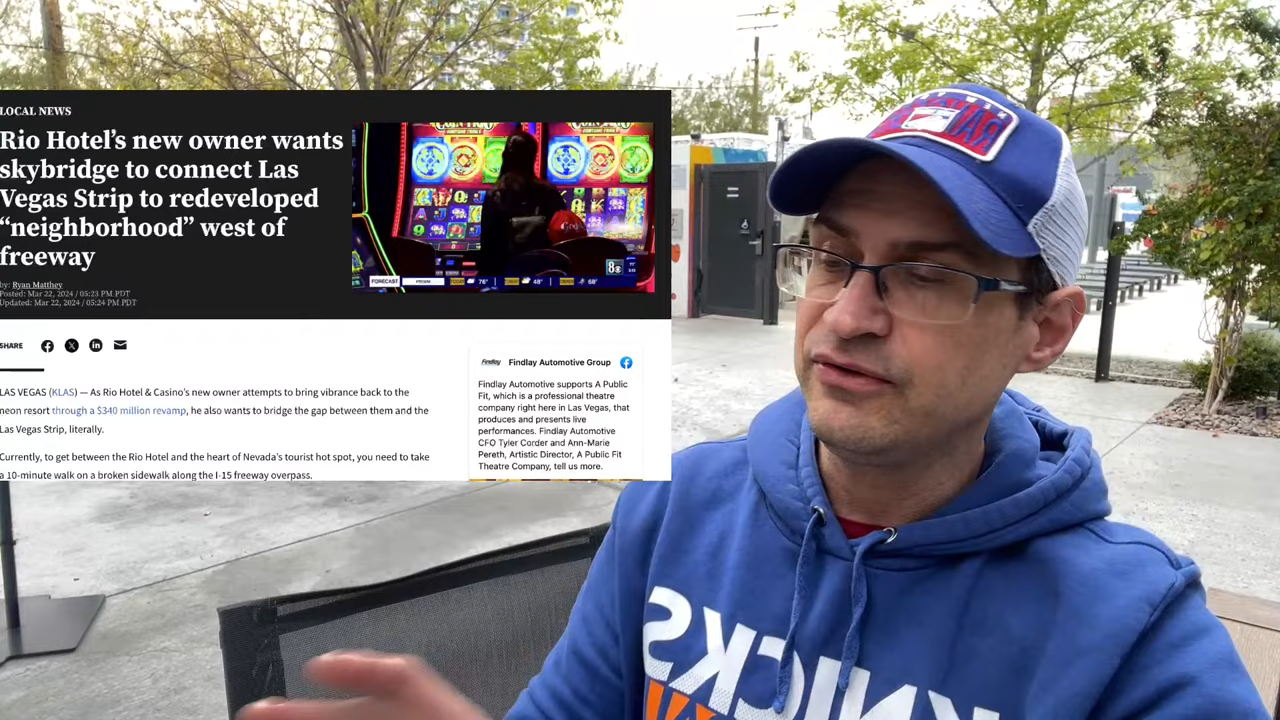 LOCAL NEWS
Rio Hotel’s new owner wants
skybridge to connect Las
Vegas Strip to redeveloped
“neighborhood” west of
freeway
by: Ryan Matthey
Posted: Mar 22, 2024 / 05:23 PM PDT
Updated: Mar 22, 2024 / 05:24 PM PDT
FORECAST
76° 48° 68°
8
SHARE
LAS VEGAS (KLAS) — As Rio Hotel & Casino’s new owner attempts to bring vibrance back to the
neon resort through a $340 million revamp, he also wants to bridge the gap between them and the
Las Vegas Strip, literally.
Currently, to get between the Rio Hotel and the heart of Nevada’s tourist hot spot, you need to take
a 10-minute walk on a broken sidewalk along the I-15 freeway overpass.
Findlay Findlay Automotive Group
Findlay Automotive supports A Public
Fit, which is a professional theatre
company right here in Las Vegas, that
produces and presents live
performances. Findlay Automotive
CFO Tyler Corder and Ann-Marie
Pereth, Artistic Director, A Public Fit
Theatre Company, tell us more.
KNICKS